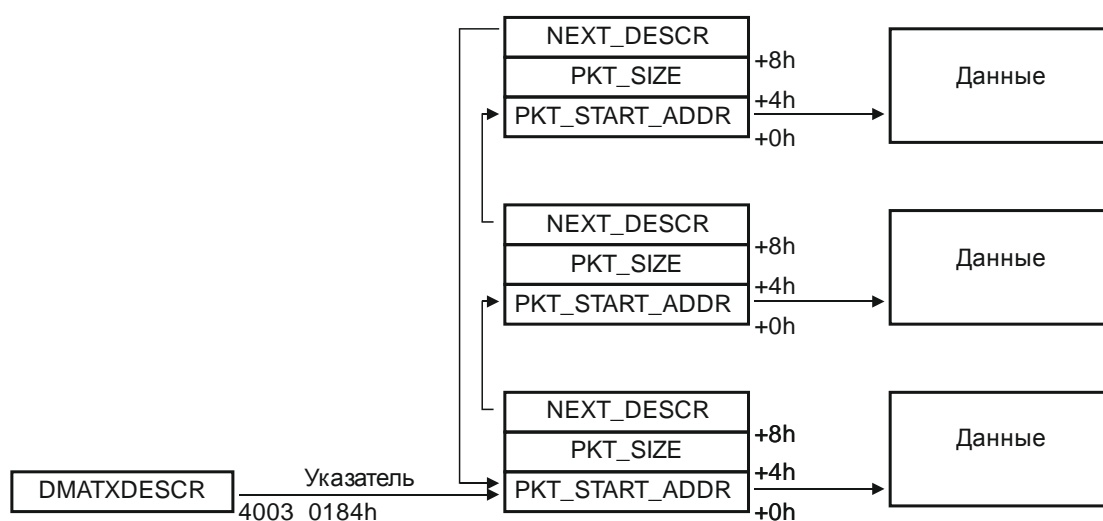 NEXT_DESCR
+8h
PKT_SIZE
+4h
PKT_START_ADDR
+0h
Данные
NEXT_DESCR
+8h
PKT_SIZE
+4h
PKT_START_ADDR
+0h
Данные
NEXT_DESCR
+8h
PKT_SIZE
+4h
PKT_START_ADDR
+0h
Данные
DMATXDESCR
Указатель
4003 0184h